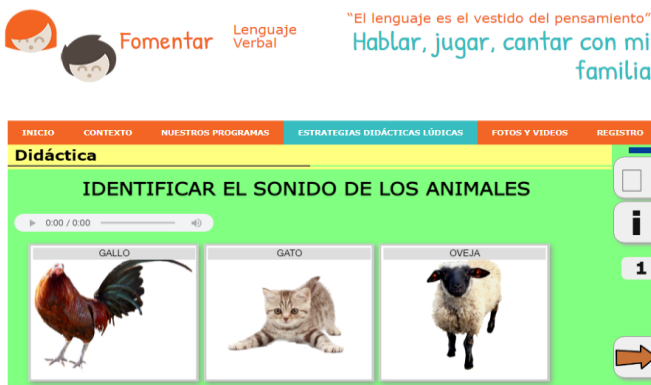 Fomentar
Lenguaje
Verbal
"El lenguaje es el vestido del pensamiento"
Hablar, jugar, cantar con mi
familia
INICIO CONTEXTO NUESTROS PROGRAMAS ESTRATEGIAS DIDÁCTICAS LÚDICAS FOTOS Y VIDEOS REGISTRO
Didáctica
IDENTIFICAR EL SONIDO DE LOS ANIMALES
0:00 / 0:00
GALLO GATO OVEJA
i
1